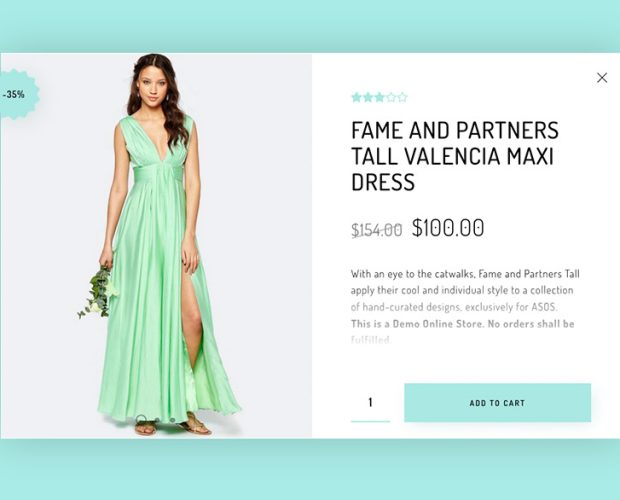 -35%
FAME AND PARTNERS
TALL VALENCIA MAXI
DRESS
$154.00 $100.00
With an eye to the catwalks, Fame and Partners Tall
apply their cool and individual style to a collection
of hand-curated designs, exclusively for ASOS.
This is a Demo Online Store. No orders shall be
fulfilled.
1 ADD TO CART